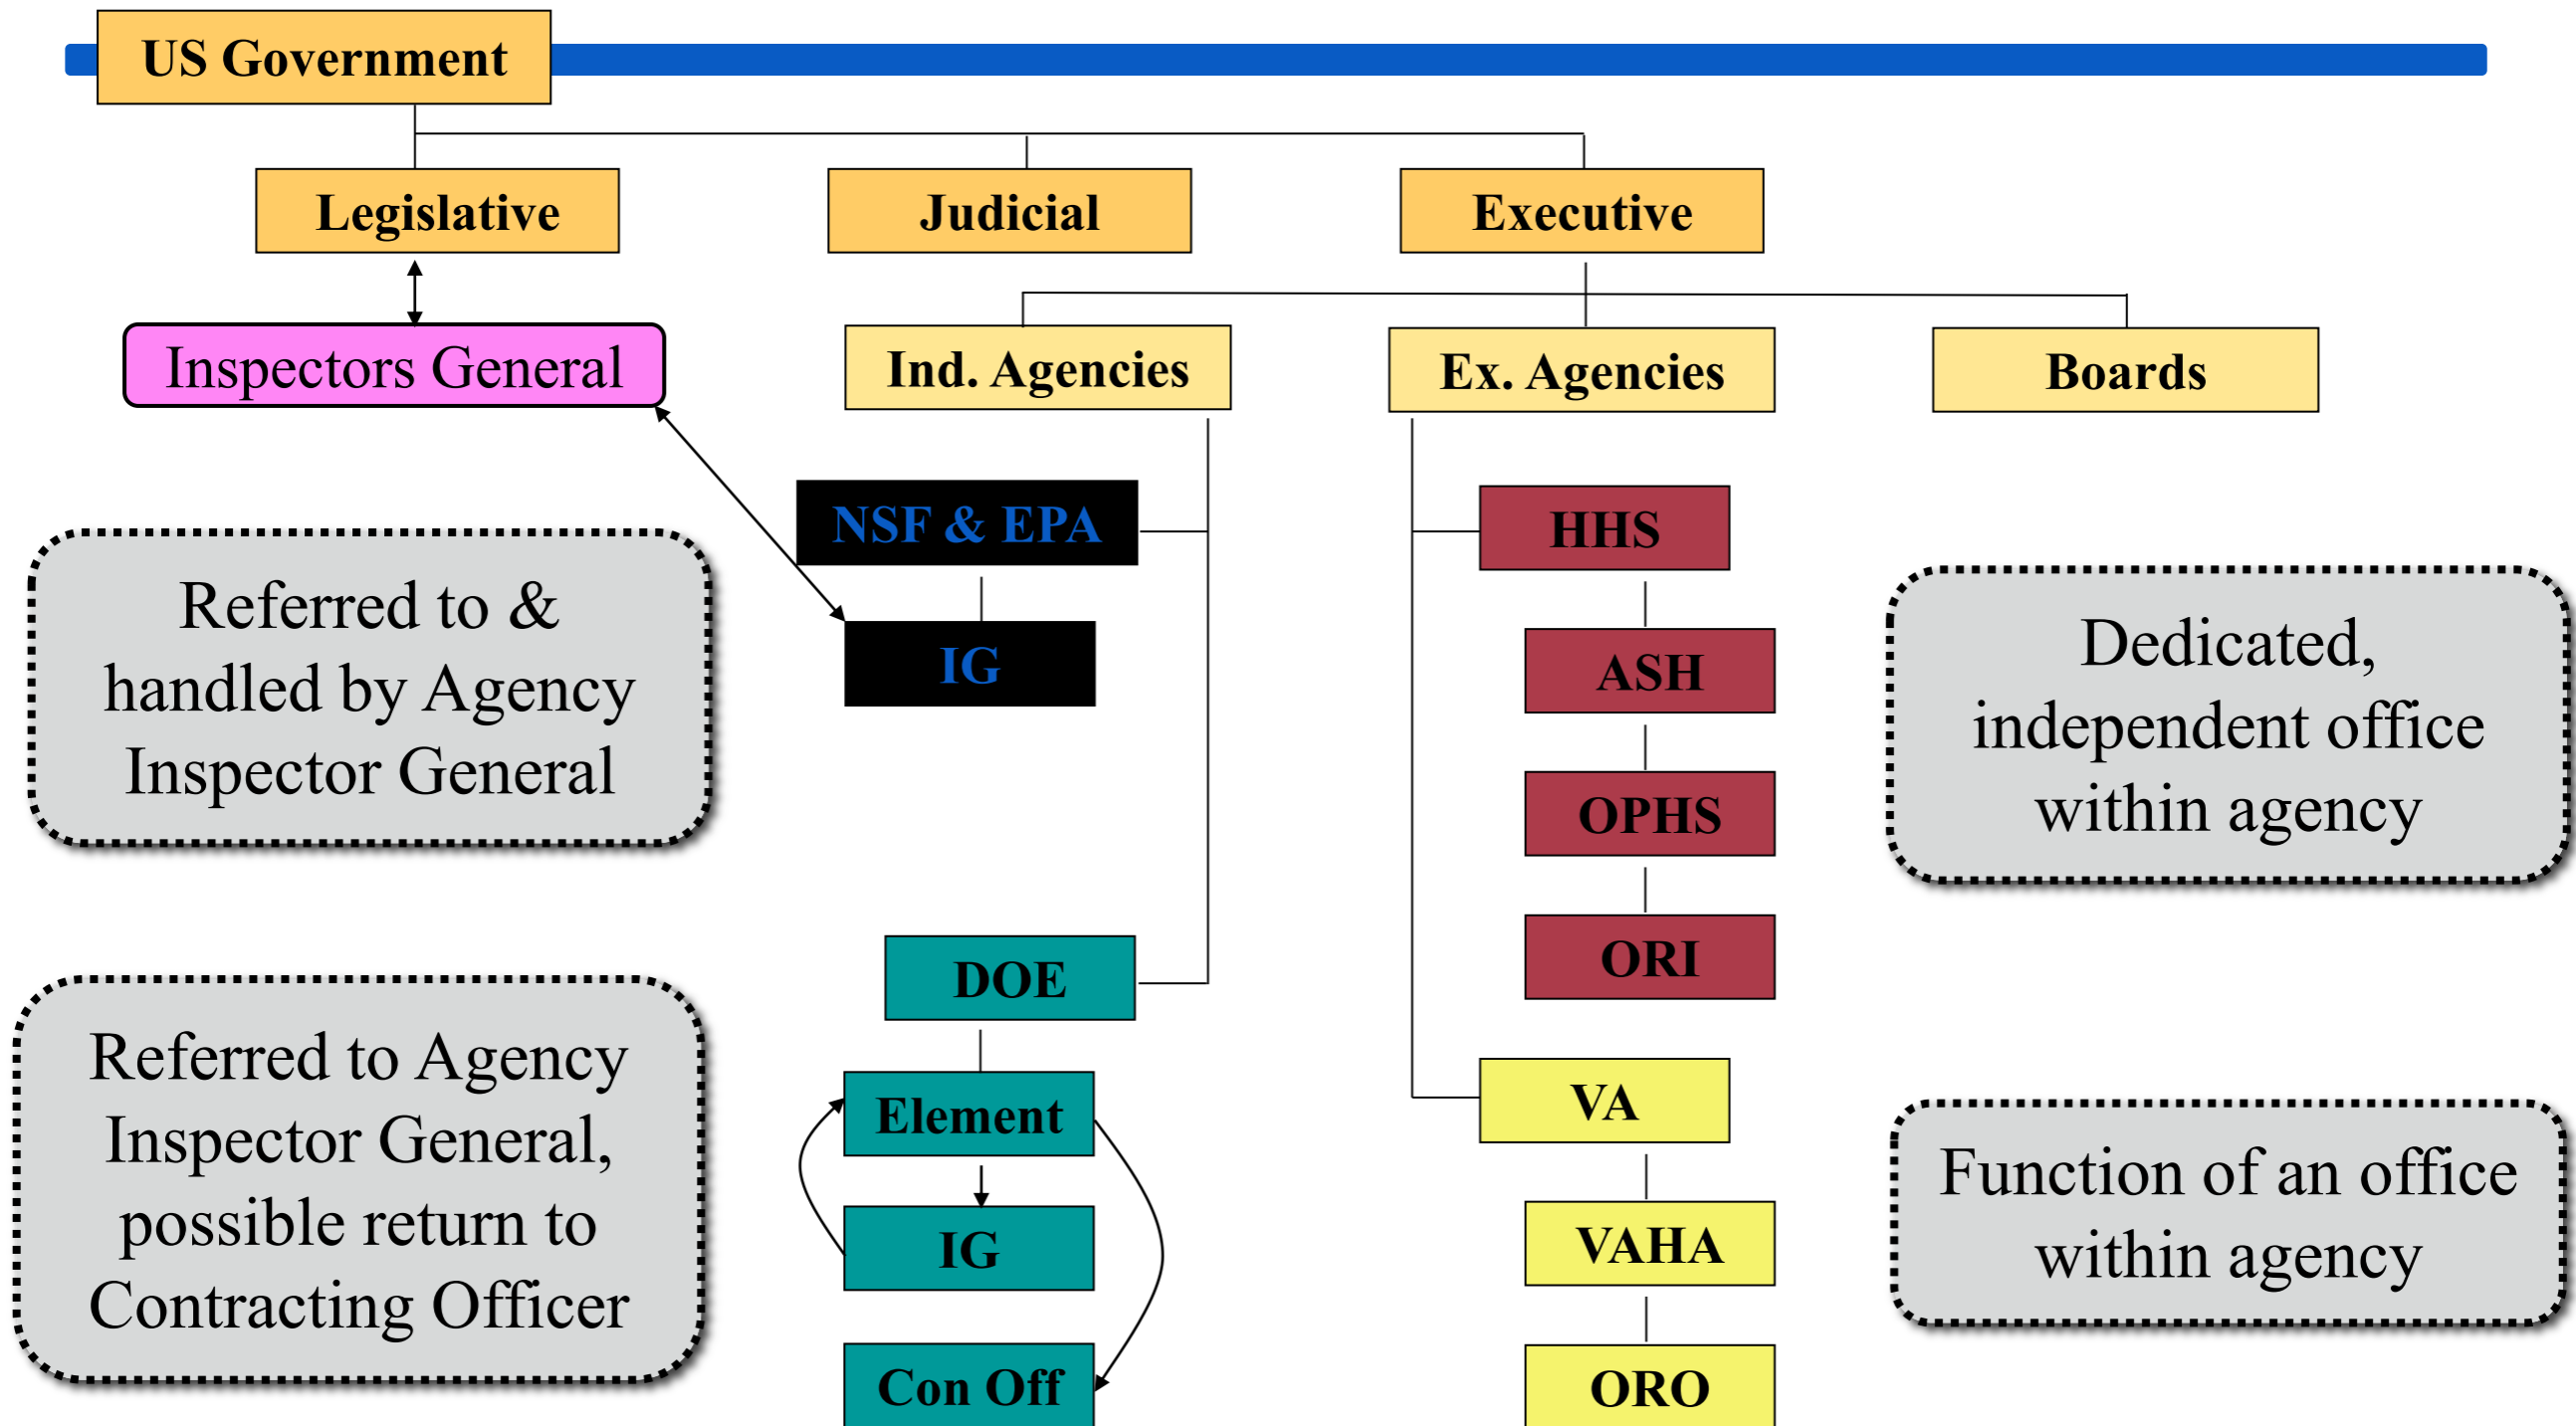 US Government
Legislative
Judicial
Executive
Inspectors General
Ind. Agencies
Ex. Agencies
Boards
NSF & EPA
IG
HHS
ASH
OPHS
ORI
Referred to &
handled by Agency
Inspector General
Dedicated,
independent office
within agency
DOE
Element
IG
Con Off
VA
VAHA
ORO
Referred to Agency
Inspector General,
possible return to
Contracting Officer
Function of an office
within agency